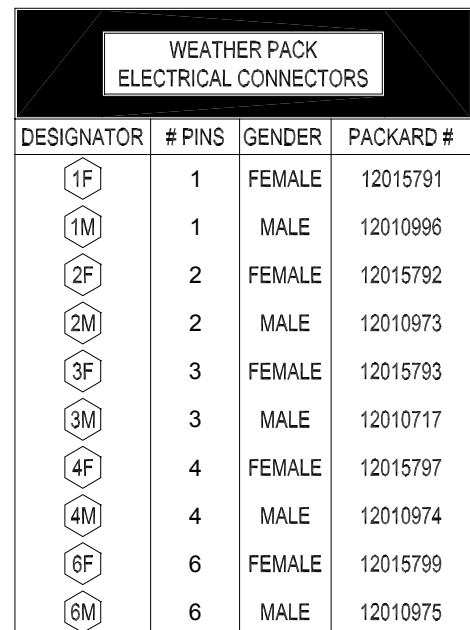 WEATHER PACK
ELECTRICAL CONNECTORS
DESIGNATOR # PINS GENDER PACKARD #
1F 1 FEMALE 12015791
1M 1 MALE 12010996
2F 2 FEMALE 12015792
2M 2 MALE 12010973
3F 3 FEMALE 12015793
3M 3 MALE 12010717
4F 4 FEMALE 12015797
4M 4 MALE 12010974
6F 6 FEMALE 12015799
6M 6 MALE 12010975